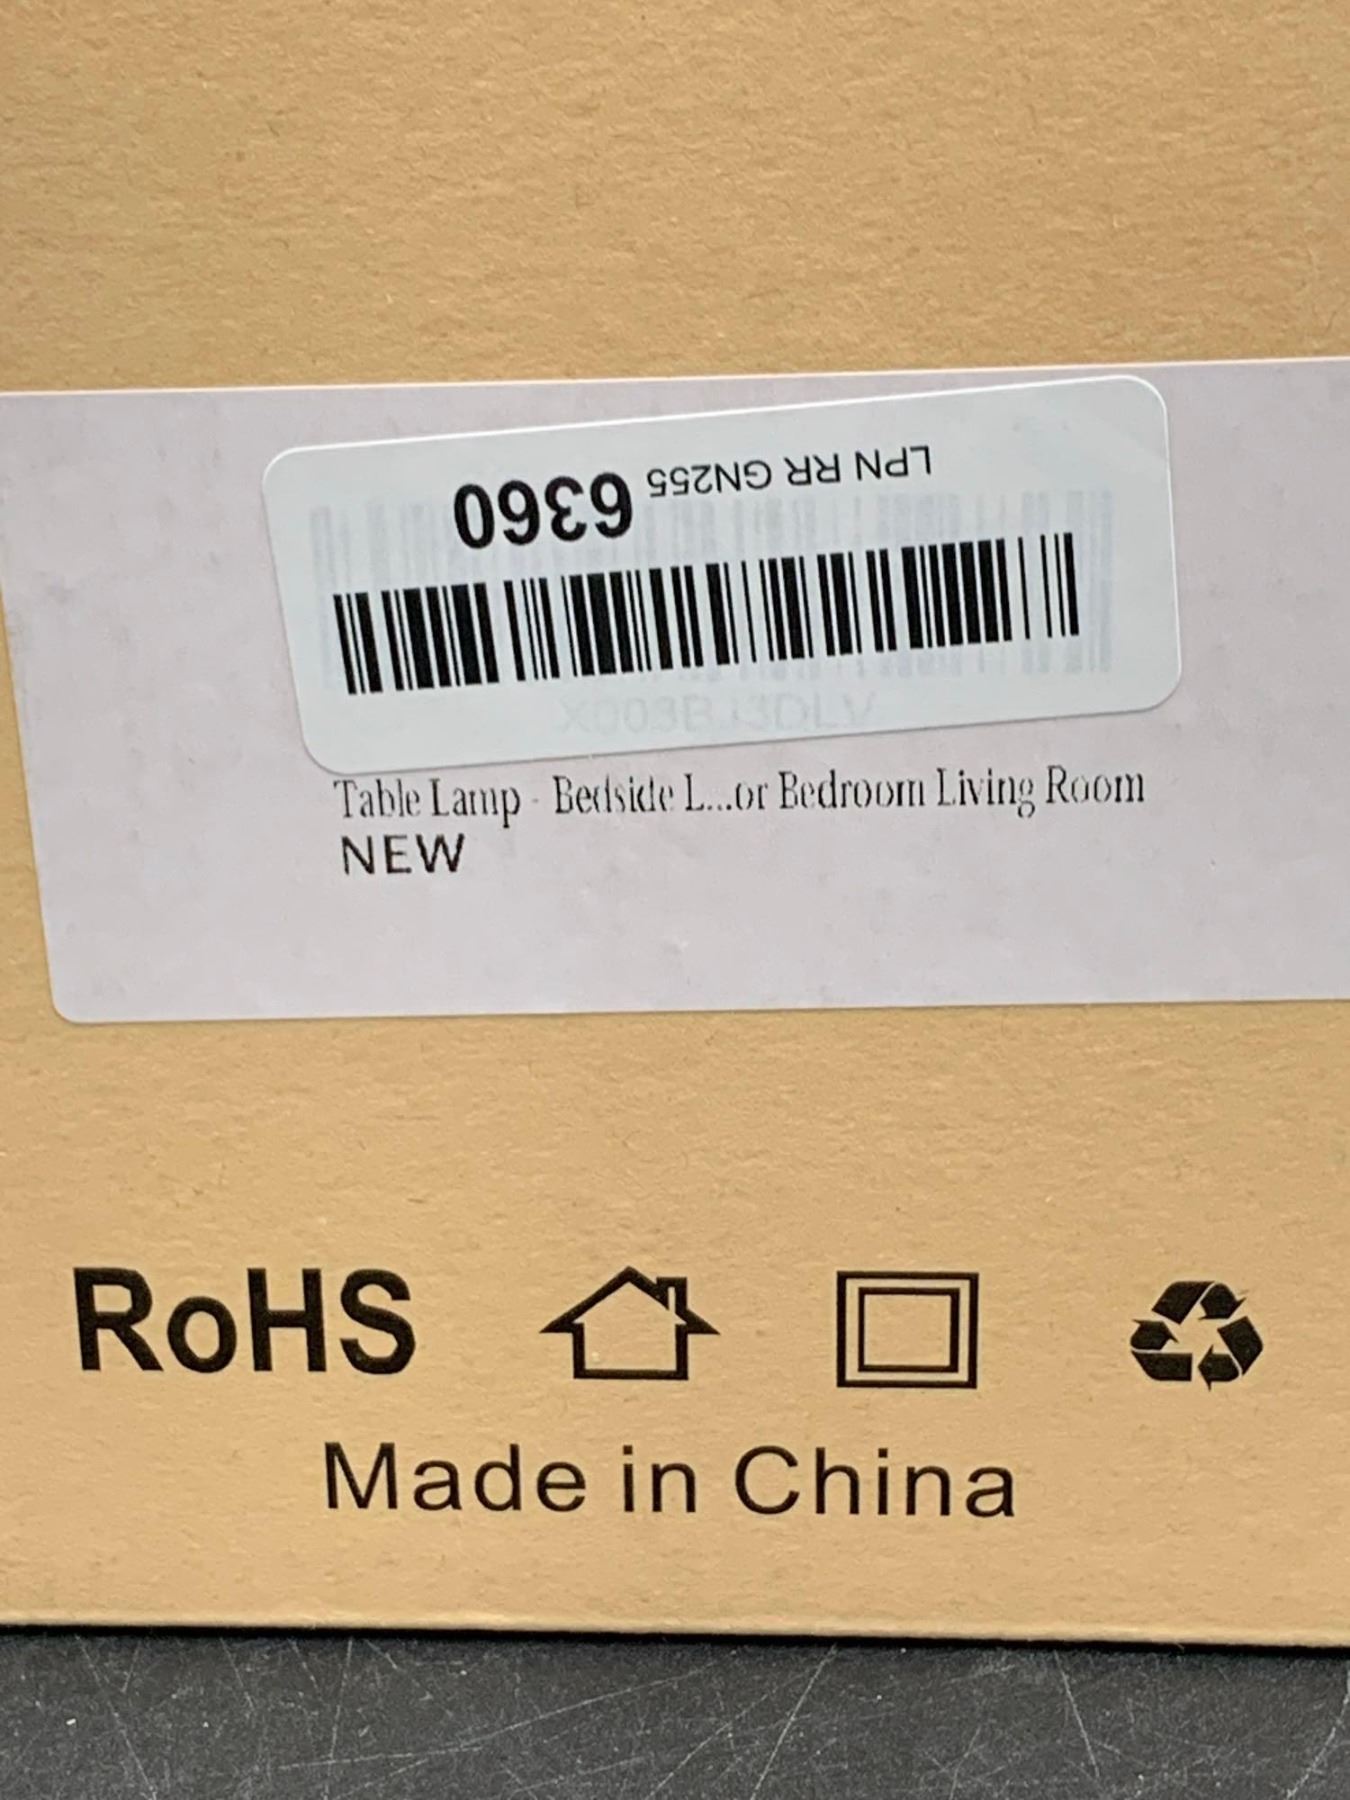 LPN RR GN255 6360
X003BJ3DLV
Table Lamp - Bedside L...or Bedroom Living Room
NEW
RoHS
Made in China